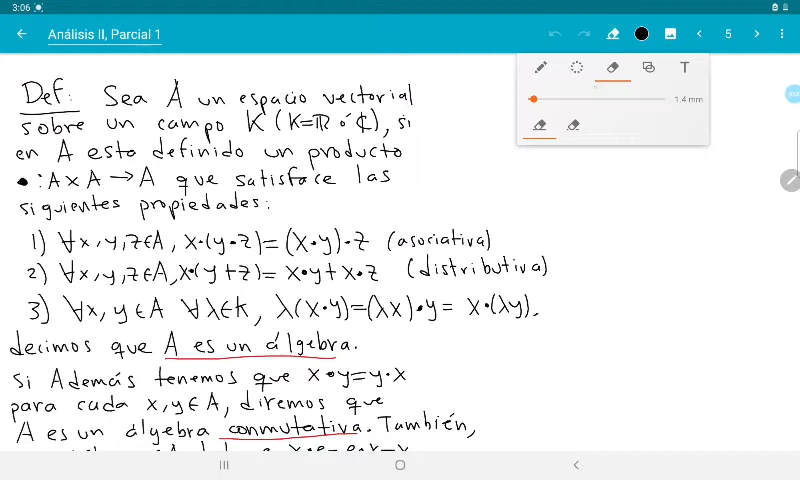 3:06
Análisis II, Parcial 1
5
T
1.4 mm
Def: Sea A un espacio vectorial
sobre un campo K (K=ℝ ó ℂ), si
en A esta definido un producto
•: A×A→A que satisface las
siguientes propiedades:
1) ∀x,y,z∈A, x•(y•z)=(x•y)•z (asociativa)
2) ∀x,y,z∈A, x•(y+z)= x•y+x•z (distributiva)
3) ∀x, y∈A ∀λ∈K, λ(x•y)=(λx)•y= x•(λy).
decimos que A es un álgebra.
Si Además tenemos que x•y=y•x
para cada x,y∈A, diremos que
A es un álgebra conmutativa. También,
x•e=e•x=x